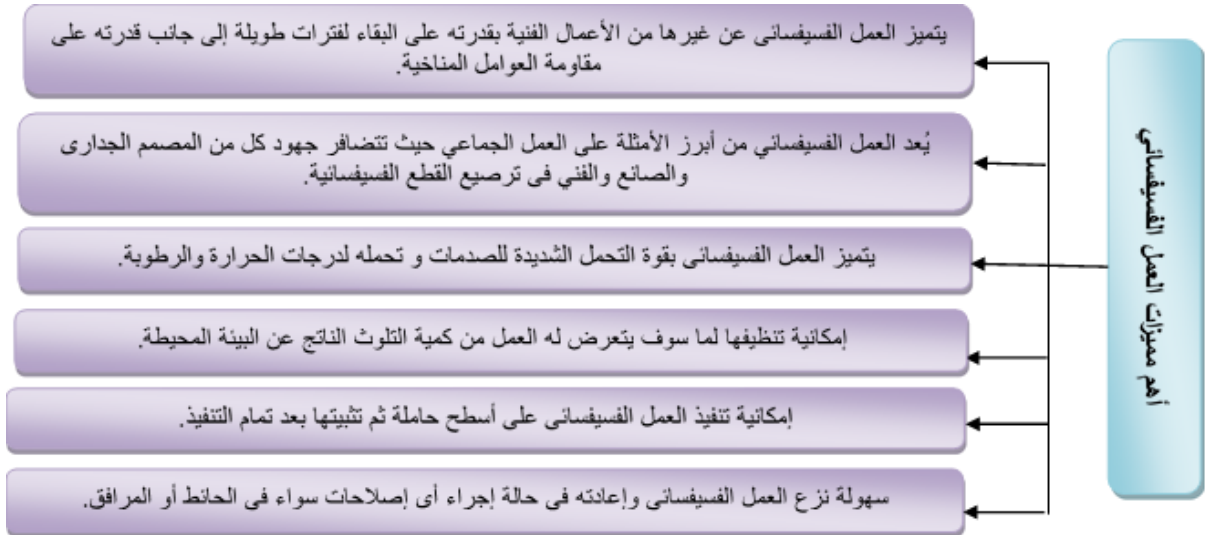 أهم مميزات العمل الفسيفسائي
يتميز العمل الفسيفسائى عن غيرها من الأعمال الفنية بقدرته على البقاء لفترات طويلة إلى جانب قدرته على
مقاومة العوامل المناخية.
يُعد العمل الفسيفسائي من أبرز الأمثلة على العمل الجماعي حيث تتضافر جهود كل من المصمم الجدارى
والصانع والفني فى ترصيع القطع الفسيفسائية.
يتميز العمل الفسيفسائى بقوة التحمل الشديدة للصدمات و تحمله لدرجات الحرارة والرطوبة.
إمكانية تنظيفها لما سوف يتعرض له العمل من كمية التلوث الناتج عن البيئة المحيطة.
إمكانية تنفيذ العمل الفسيفسائى على أسطح حاملة ثم تثبيتها بعد تمام التنفيذ.
سهولة نزع العمل الفسيفسائى وإعادته فى حالة إجراء أى إصلاحات سواء فى الحائط أو المرافق.